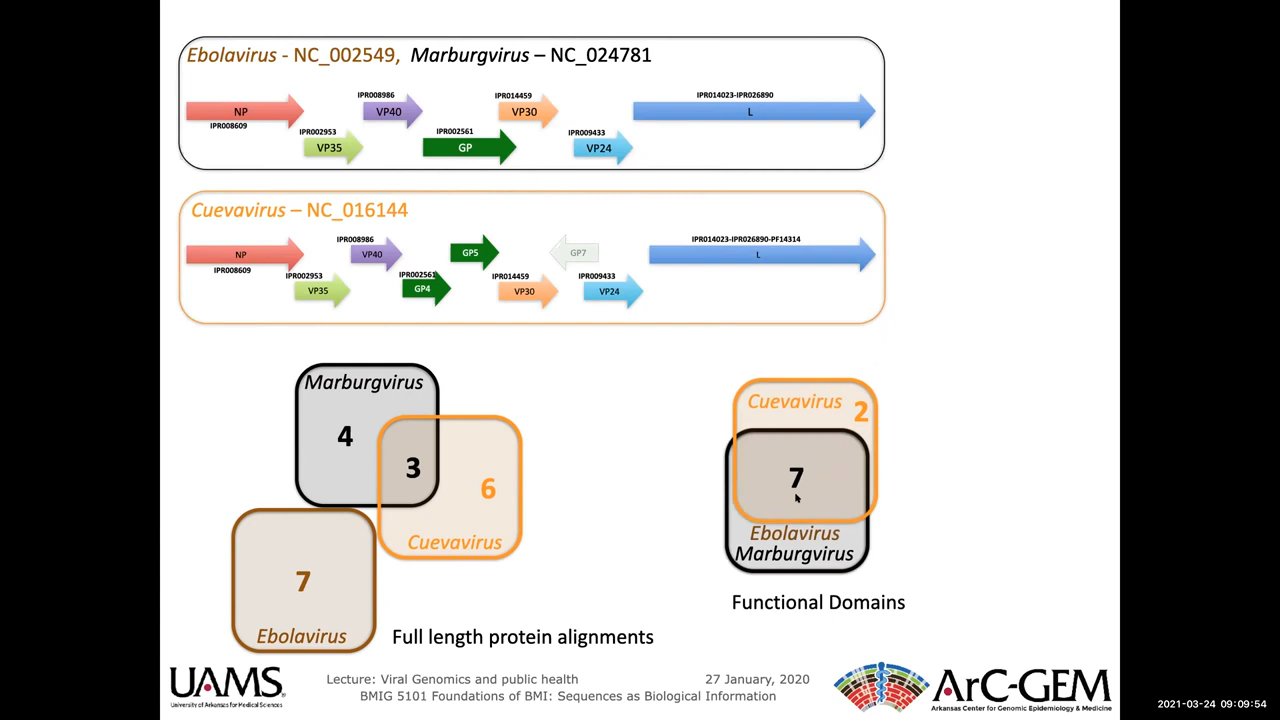 Ebolavirus - NC_002549, Marburgvirus – NC_024781
IPR008986 IPR014459 IPR014023-IPR026890
NP VP40 VP30 L
IPR008609 IPR002953 IPR002561 IPR009433
VP35 GP VP24
Cuevavirus – NC_016144
IPR008986 IPR014023-IPR026890-PF14314
NP VP40 GP5 GP7 L
IPR008609 IPR002953 IPR002561 IPR014459 IPR009433
VP35 GP4 VP30 VP24
Marburgvirus
4
3
6
Cuevavirus
7
Ebolavirus
Full length protein alignments
Cuevavirus 2
7
Ebolavirus
Marburgvirus
Functional Domains
UAMS
University of Arkansas for Medical Sciences
Lecture: Viral Genomics and public health 27 January, 2020
BMIG 5101 Foundations of BMI: Sequences as Biological Information
ArC-GEM
Arkansas Center for Genomic Epidemiology & Medicine
2021-03-24 09:09:54